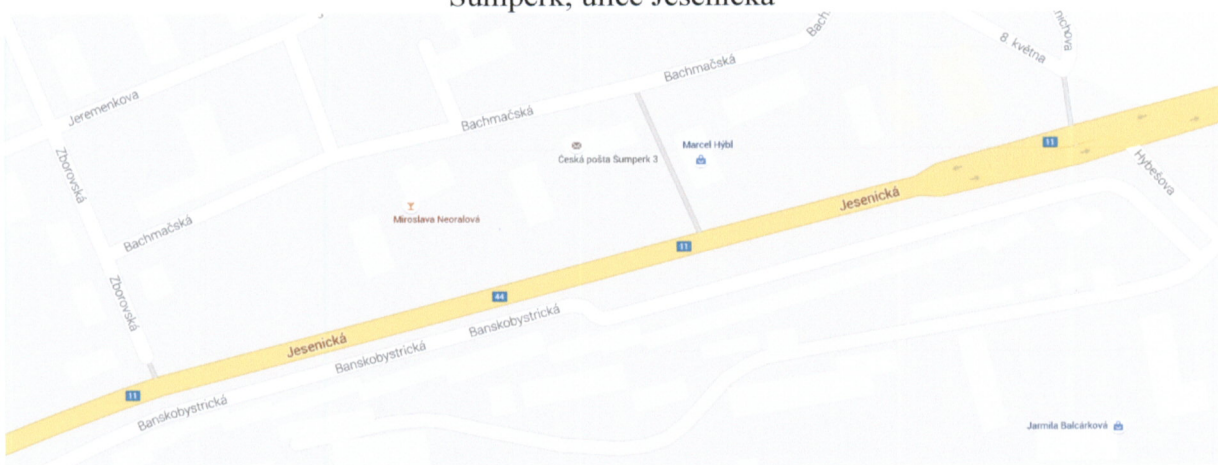 Šumperk, ulice Jesenická
8. května
Bachmačská
Jeremenkova
Bachmačská
Česká pošta Šumperk 3
Marcel Hýbl
11
Zborovská
Hybešova
Jesenická
Miroslava Neoralová
Bachmačská
11
44
Zborovská
Banskobystrická
Jesenická
Banskobystrická
11
Banskobystrická
Jarmila Balcárková